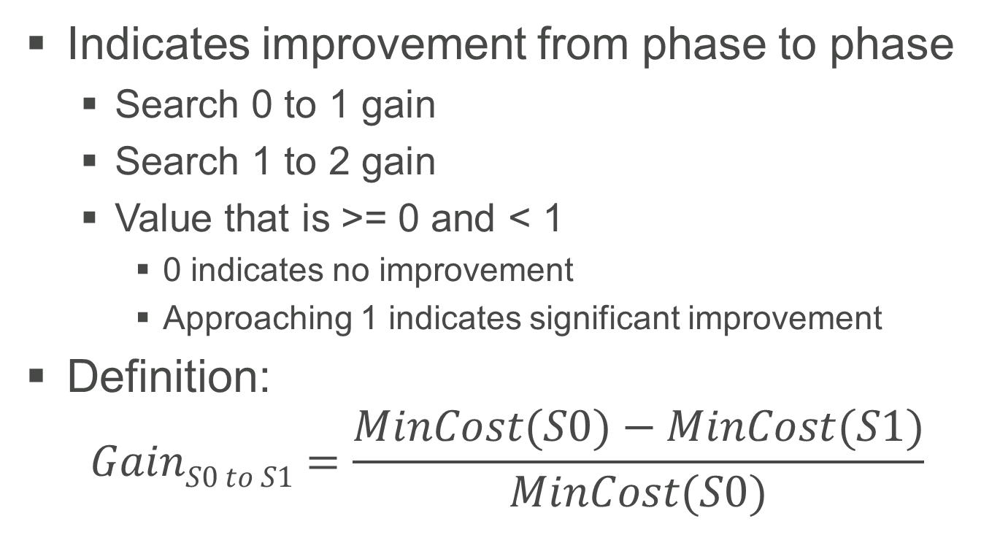 ▪ Indicates improvement from phase to phase
▪ Search 0 to 1 gain
▪ Search 1 to 2 gain
▪ Value that is >= 0 and < 1
▪ 0 indicates no improvement
▪ Approaching 1 indicates significant improvement
▪ Definition:
Gain_{S0 to S1} = \frac{MinCost(S0) − MinCost(S1)}{MinCost(S0)}